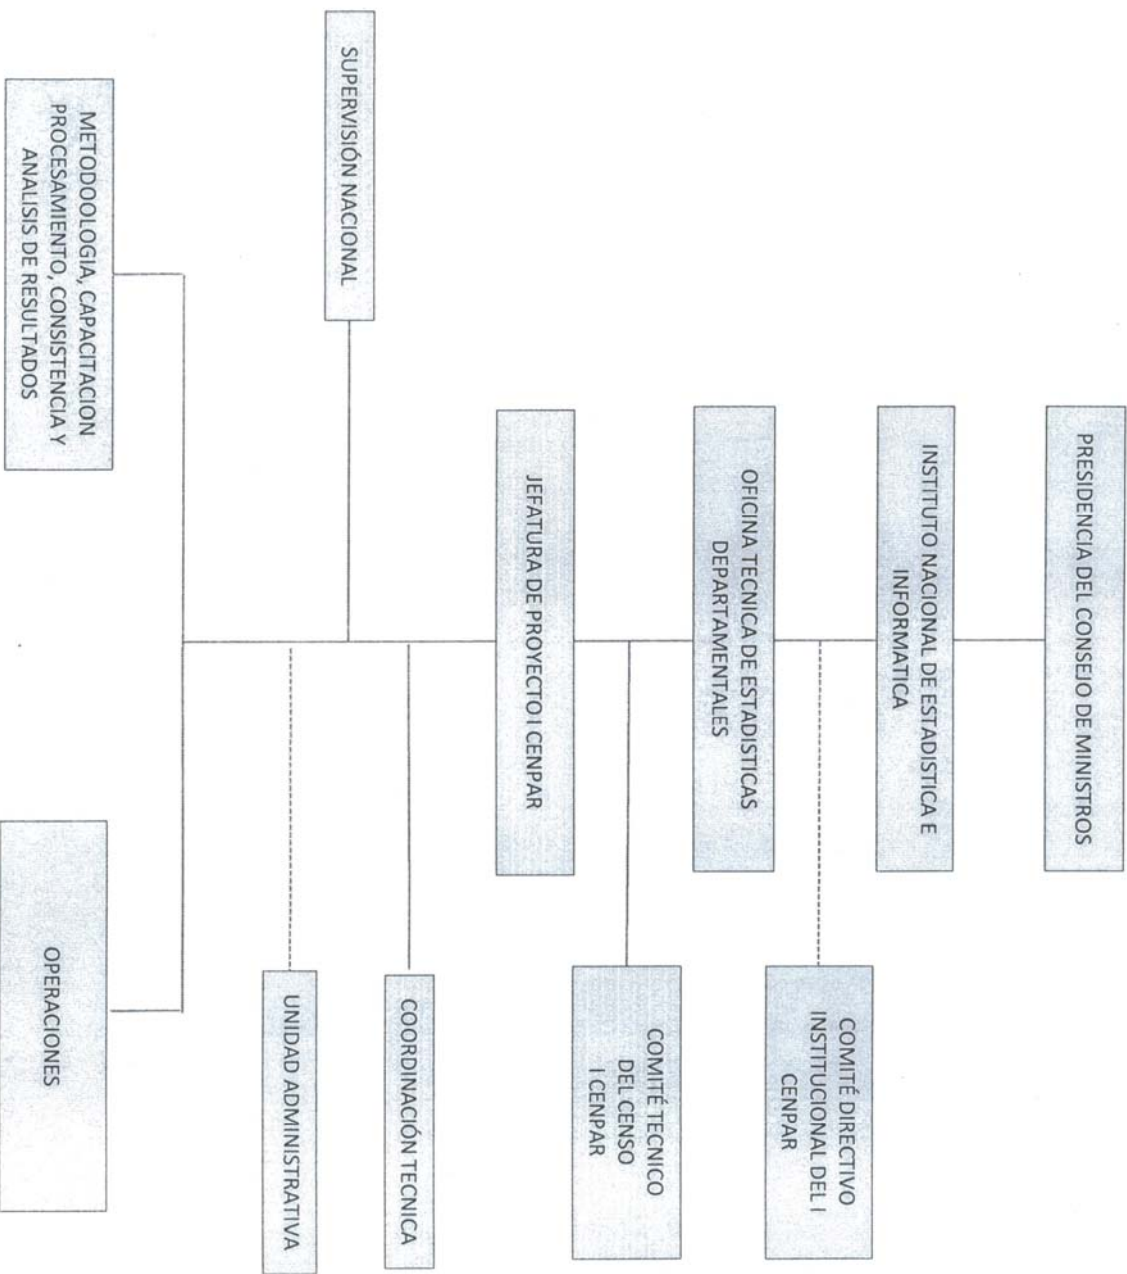 PRESIDENCIA DEL CONSEJO DE MINISTROS
INSTITUTO NACIONAL DE ESTADISTICA E
INFORMATICA
COMITÉ DIRECTIVO
INSTITUCIONAL DEL I
CENPAR
OFICINA TECNICA DE ESTADISTICAS
DEPARTAMENTALES
COMITÉ TECNICO
DEL CENSO
I CENPAR
JEFATURA DE PROYECTO I CENPAR
COORDINACIÓN TECNICA
SUPERVISIÓN NACIONAL
UNIDAD ADMINISTRATIVA
METODOOLOGIA, CAPACITACION
PROCESAMIENTO, CONSISTENCIA Y
ANALISIS DE RESULTADOS
OPERACIONES